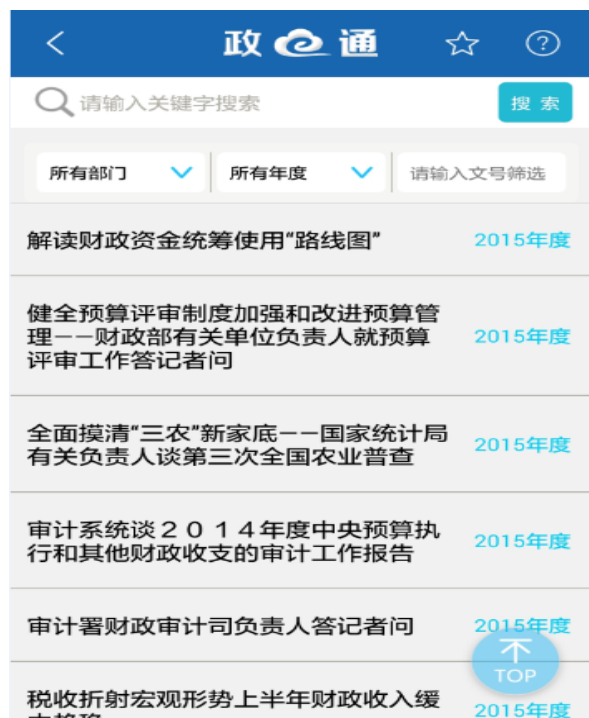 政e通
请输入关键字搜索
搜 索
所有部门 所有年度 请输入文号筛选
解读财政资金统筹使用“路线图” 2015年度
健全预算评审制度加强和改进预算管
理——财政部有关单位负责人就预算 2015年度
评审工作答记者问
全面摸清“三农”新家底——国家统计局
有关负责人谈第三次全国农业普查 2015年度
审计系统谈２０１４年度中央预算执
行和其他财政收支的审计工作报告 2015年度
审计署财政审计司负责人答记者问 2015年度
TOP
税收折射宏观形势上半年财政收入缓
2015年度